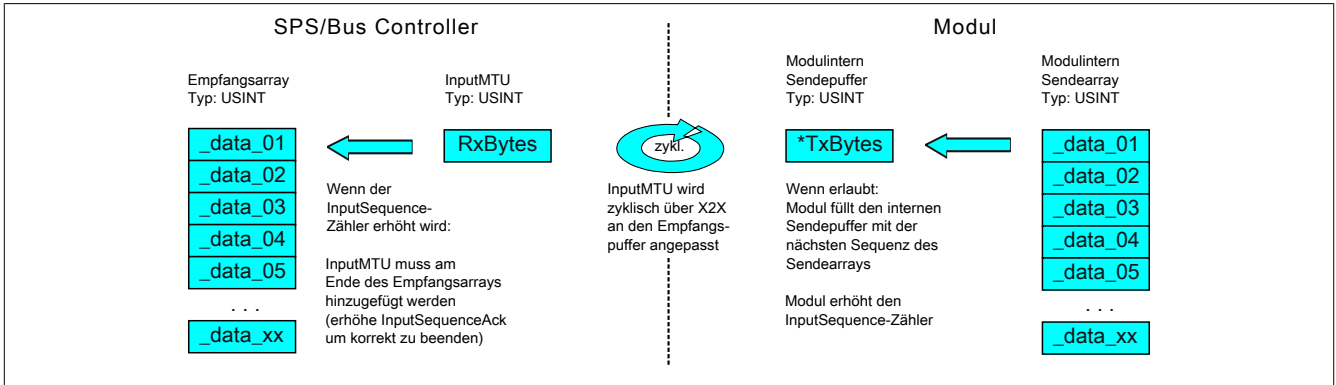 SPS/Bus Controller
Modul
Empfangsarray
Typ: USINT
InputMTU
Typ: USINT
Modulintern
Sendepuffer
Typ: USINT
Modulintern
Sendearray
Typ: USINT
_data_01
_data_02
_data_03
_data_04
_data_05
. . .
_data_xx
RxBytes
Wenn der
InputSequence-
Zähler erhöht wird:
InputMTU muss am
Ende des Empfangsarrays
hinzugefügt werden
(erhöhe InputSequenceAck
um korrekt zu beenden)
zykl.
InputMTU wird
zyklisch über X2X
an den Empfangs-
puffer angepasst
*TxBytes
Wenn erlaubt:
Modul füllt den internen
Sendepuffer mit der
nächsten Sequenz des
Sendearrays
Modul erhöht den
InputSequence-Zähler
_data_01
_data_02
_data_03
_data_04
_data_05
. . .
_data_xx